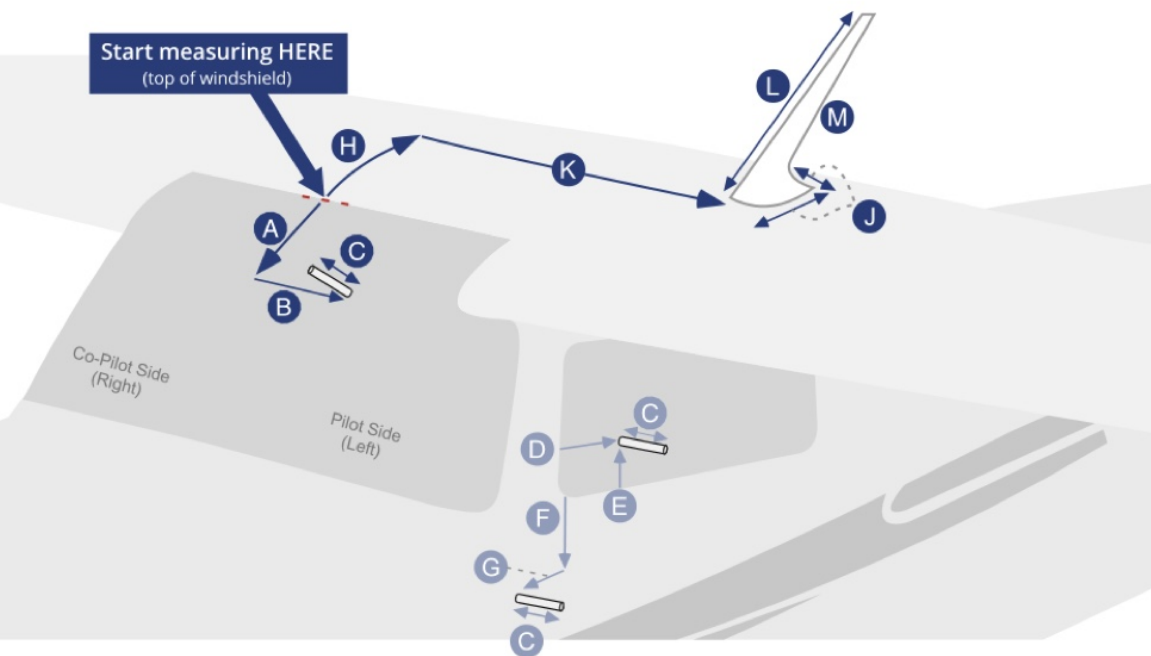 Start measuring HERE
(top of windshield)
L
M
H
K
J
A
C
B
Co-Pilot Side
(Right)
Pilot Side
(Left)
C
D
E
F
G
C